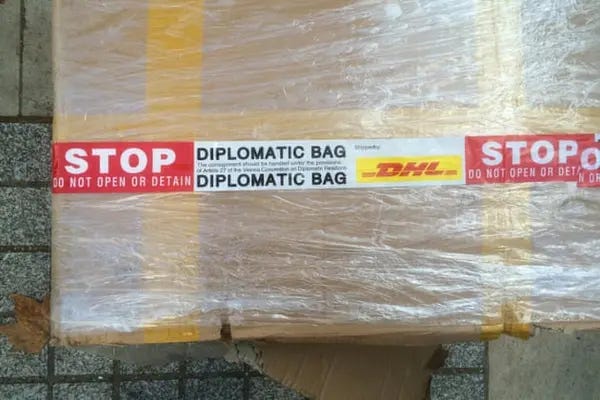 STOP
DO NOT OPEN OR DETAIN
DIPLOMATIC BAG
The consignment should be handled under the provisions
of Article 27 of the Vienna Convention on Diplomatic Relations
DIPLOMATIC BAG
Shipped by:
DHL
STOP
DO NOT OPEN OR DETA
O